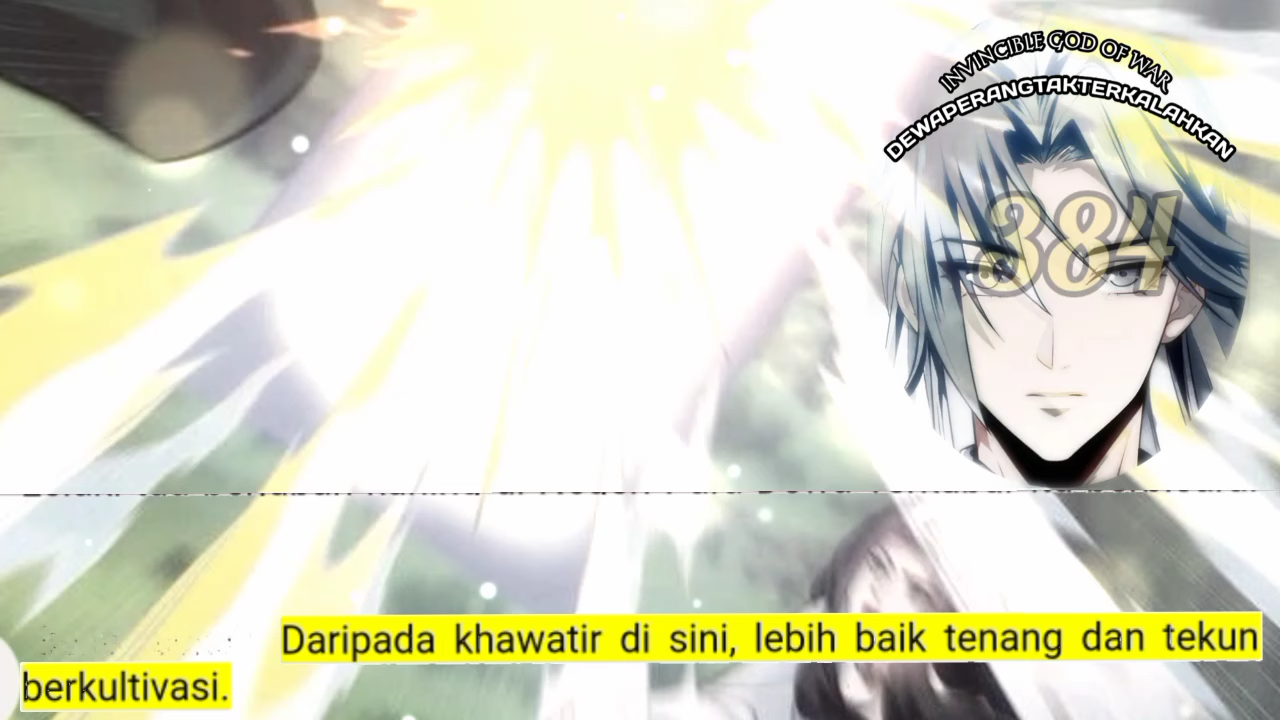 INVINCIBLE GOD OF WAR
DEWAPERANGTAKTERKALAHKAN
384
Daripada khawatir di sini, lebih baik tenang dan tekun
berkultivasi.